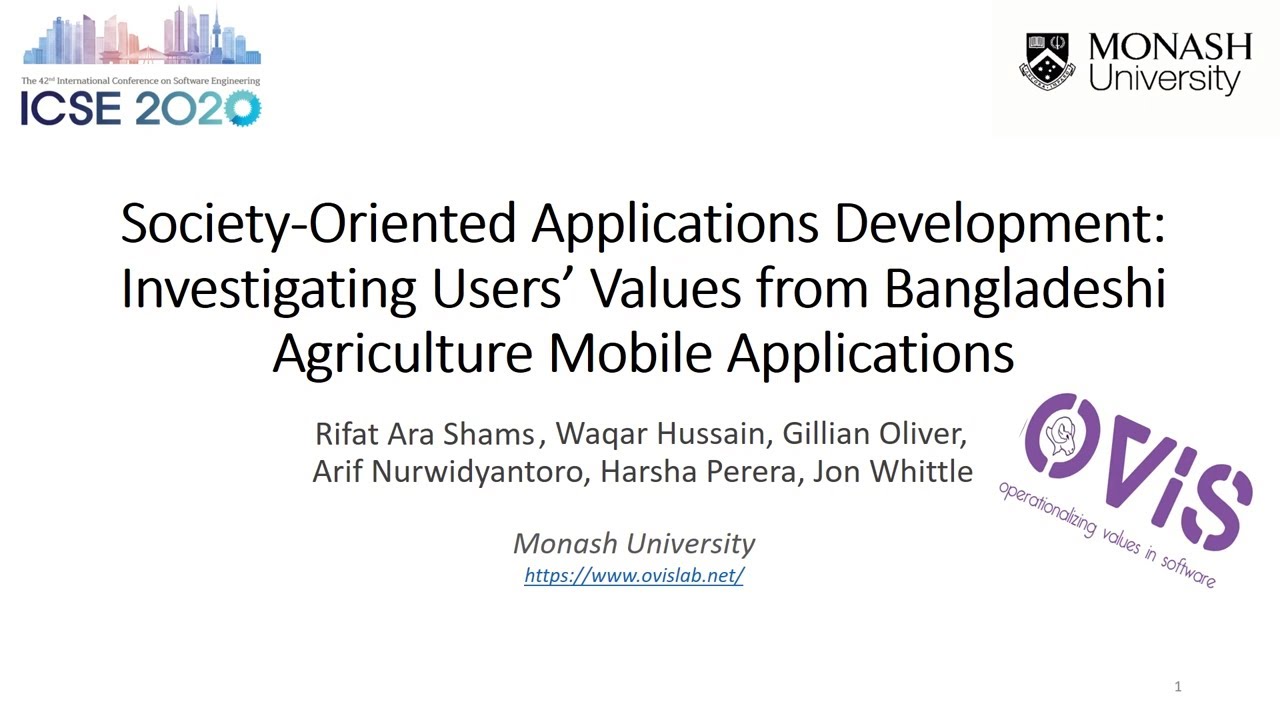 The 42nd International Conference on Software Engineering
ICSE 2020
MONASH
University
Society-Oriented Applications Development:
Investigating Users’ Values from Bangladeshi
Agriculture Mobile Applications
Rifat Ara Shams, Waqar Hussain, Gillian Oliver,
Arif Nurwidyantoro, Harsha Perera, Jon Whittle
OVIS
operationalizing values in software
Monash University
https://www.ovislab.net/
1